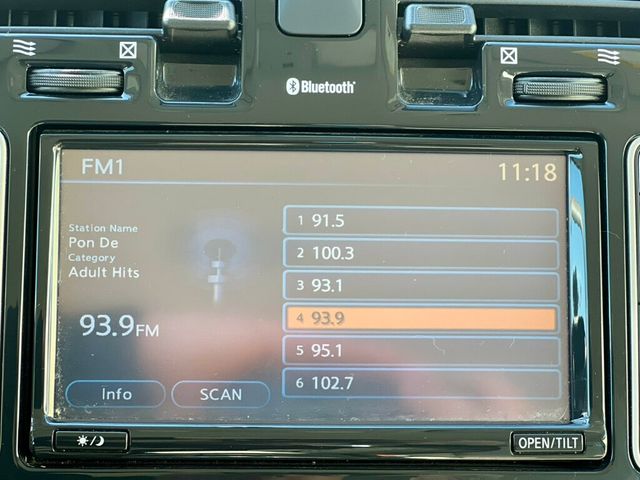 Bluetooth
FM1
11:18
Station Name
Pon De
Category
Adult Hits
93.9FM
Info
SCAN
1 91.5
2 100.3
3 93.1
4 93.9
5 95.1
6 102.7
OPEN/TILT